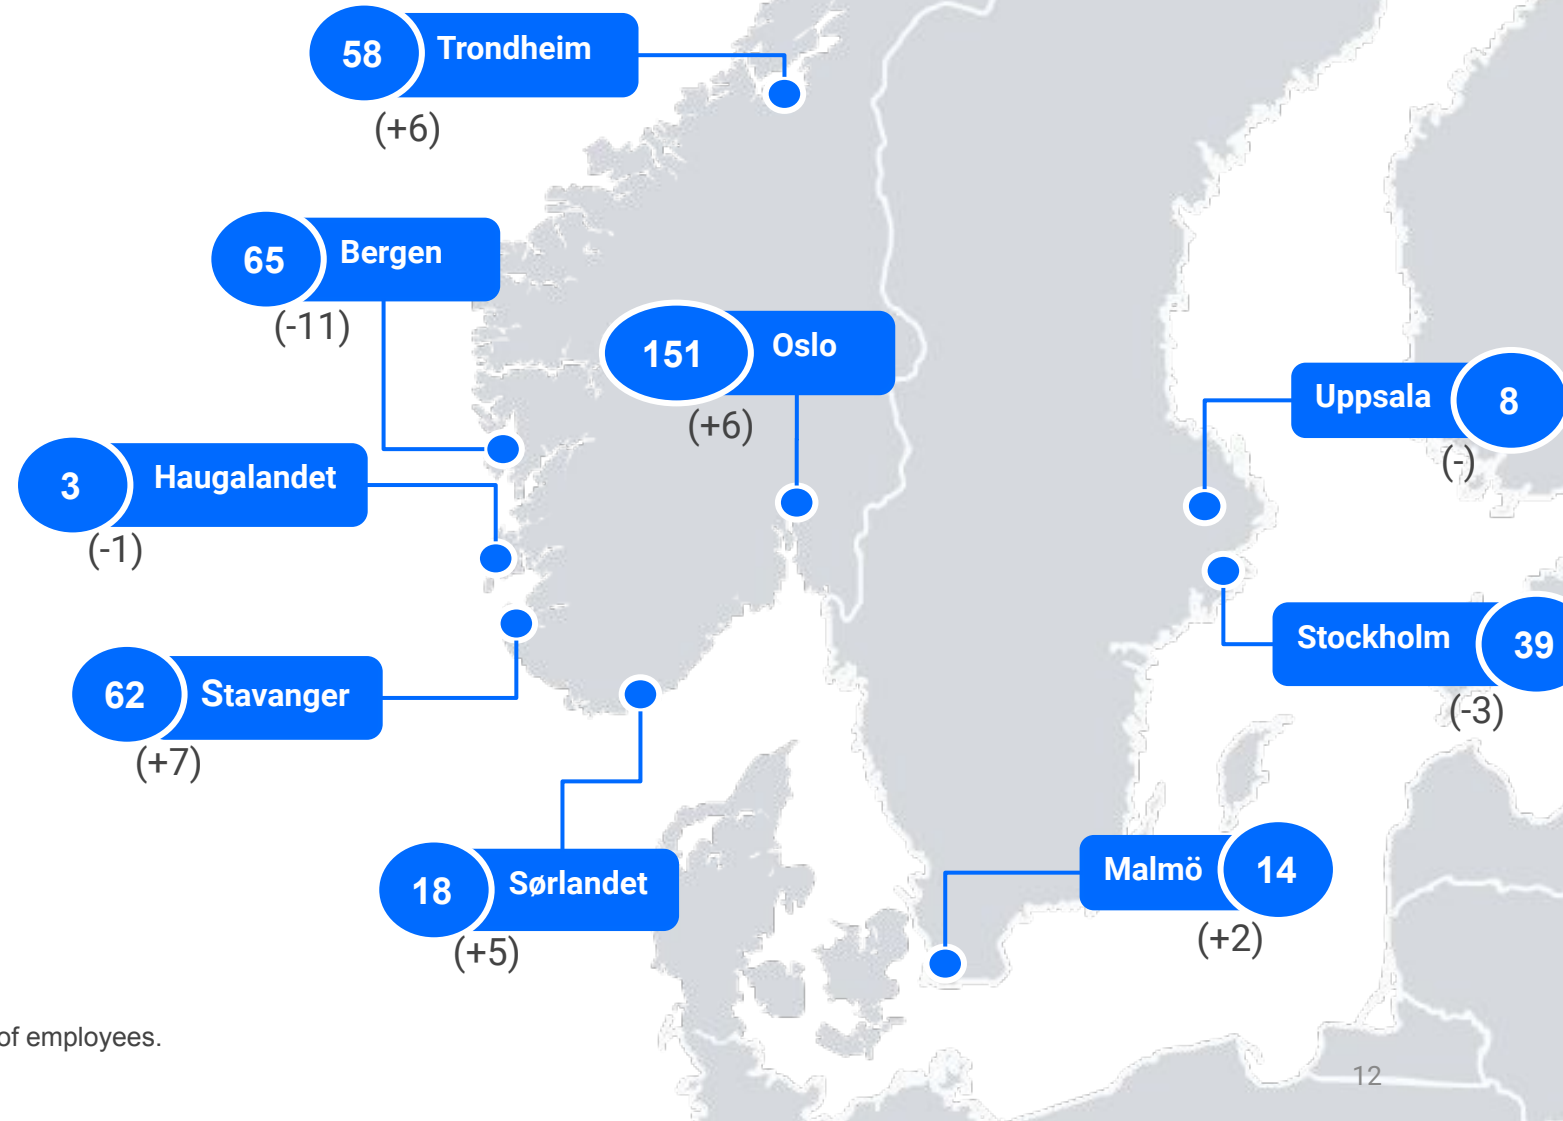 58 Trondheim
(+6)
65 Bergen
(-11)
151 Oslo
(+6)
Uppsala 8
(-)
3 Haugalandet
(-1)
Stockholm 39
(-3)
62 Stavanger
(+7)
18 Sørlandet
(+5)
Malmö 14
(+2)
of employees.
12